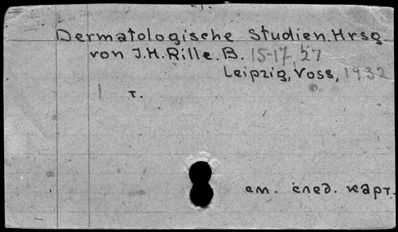 Dermatologische Studien. Hrsg.
von J.H. Rille. B. 15-17, 27
Leipzig, Voss, 1932
1 т.
см. след. карт.